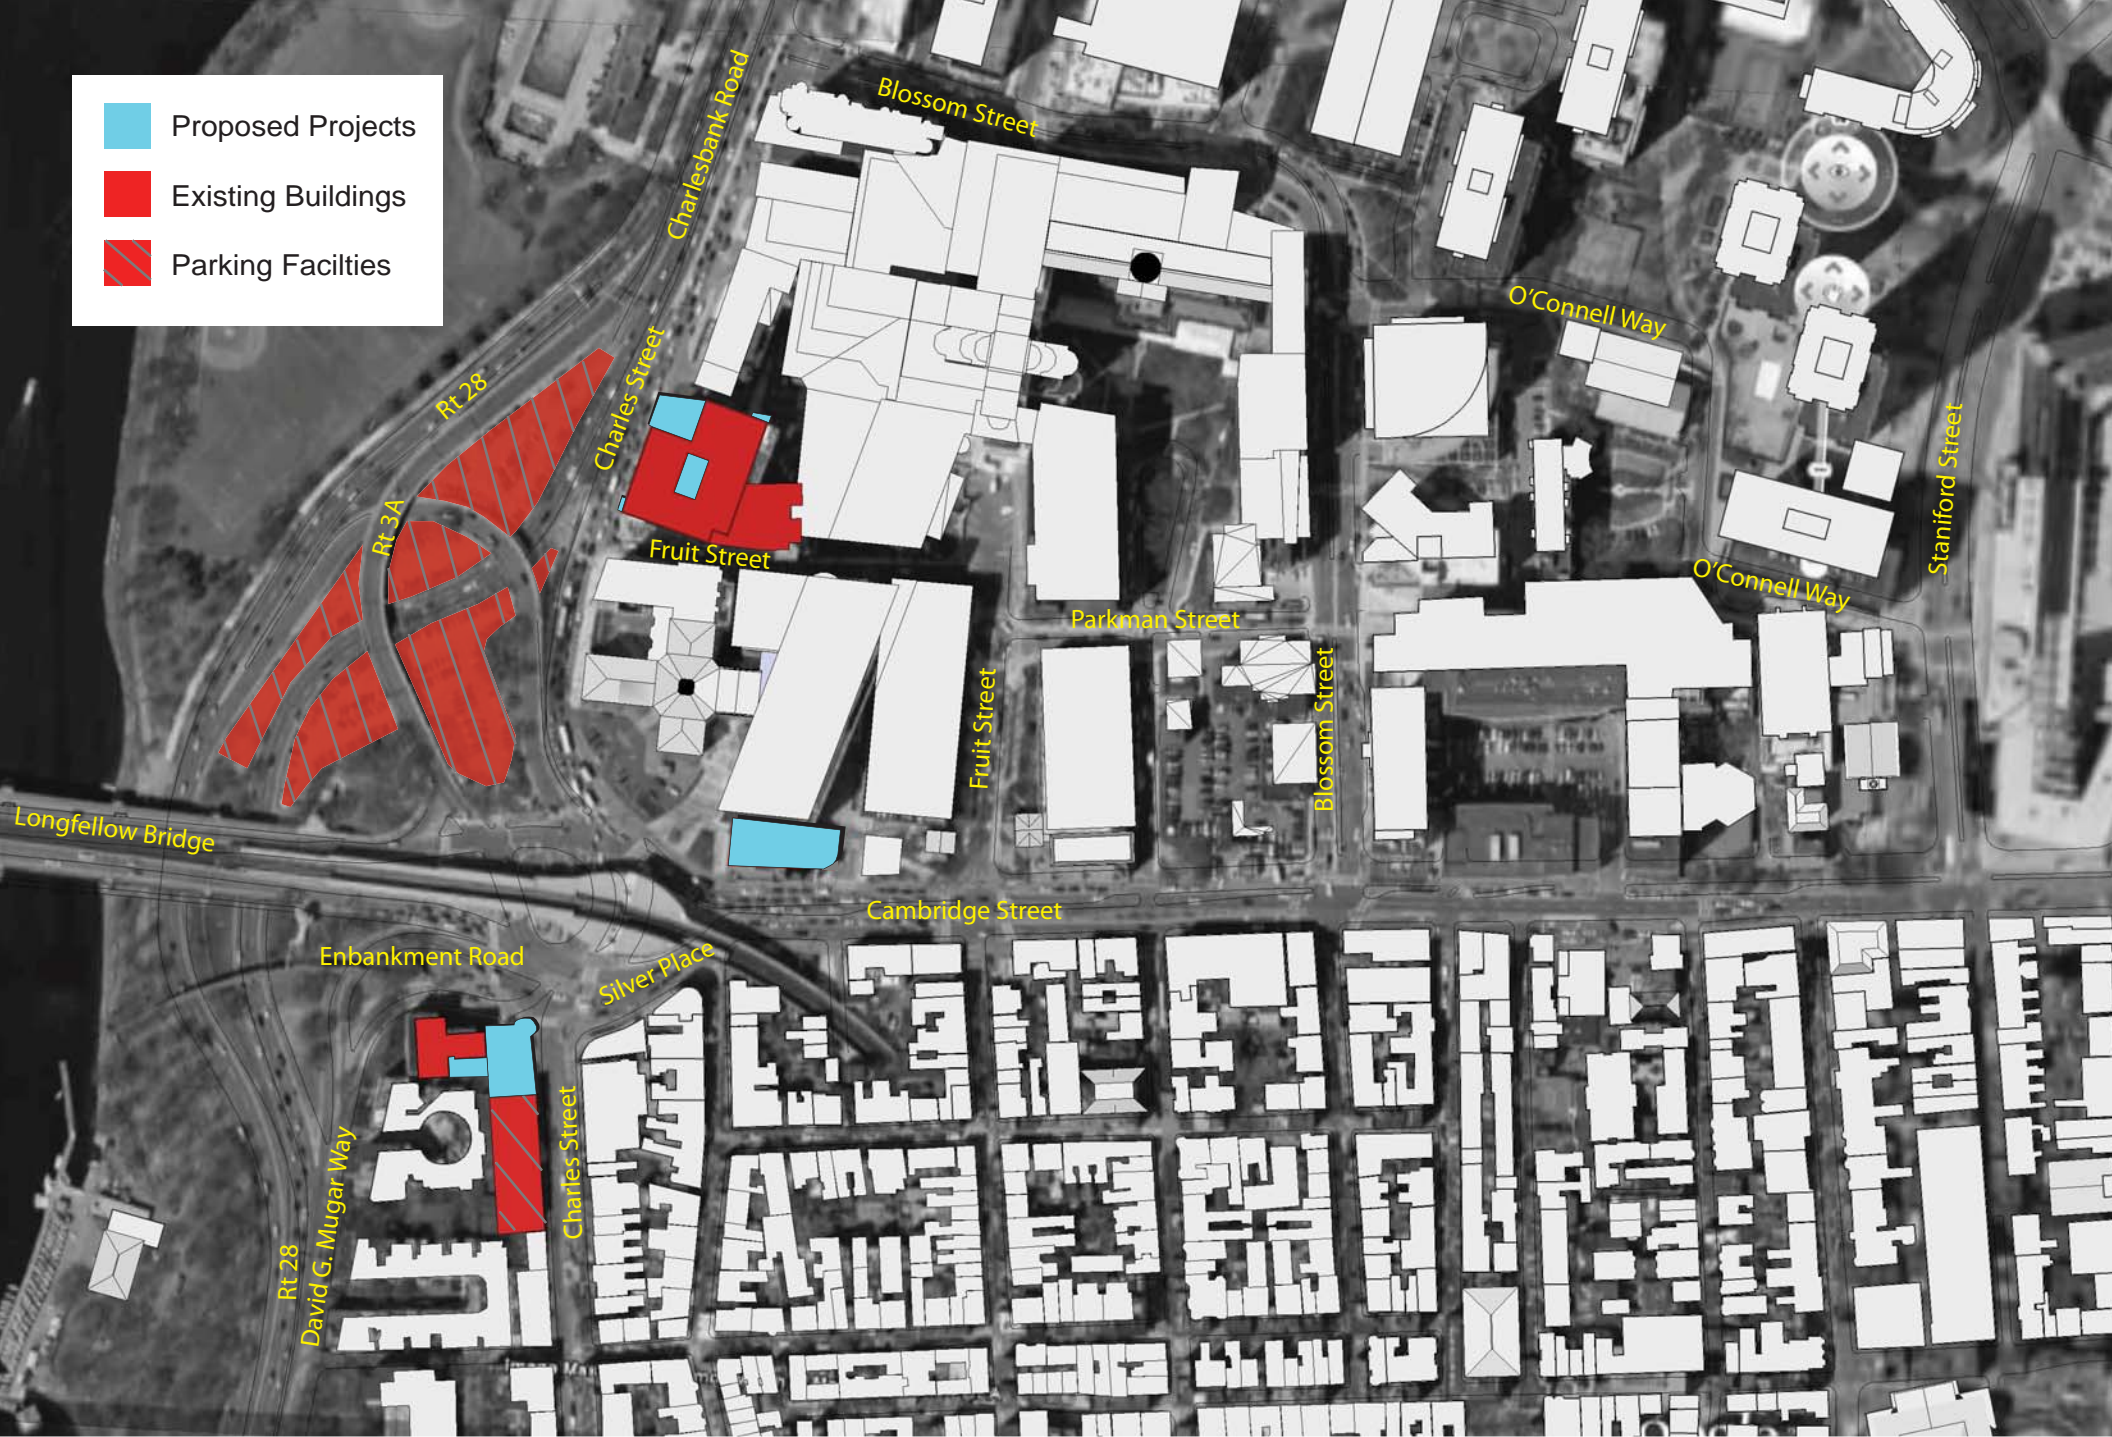 Proposed Projects
Existing Buildings
Parking Facilties
Charlesbank Road
Blossom Street
O'Connell Way
Rt 28
Charles Street
Rt 3A
Fruit Street
Staniford Street
O'Connell Way
Parkman Street
Fruit Street
Blossom Street
Longfellow Bridge
Cambridge Street
Enbankment Road
Silver Place
Charles Street
David G. Mugar Way
Rt 28